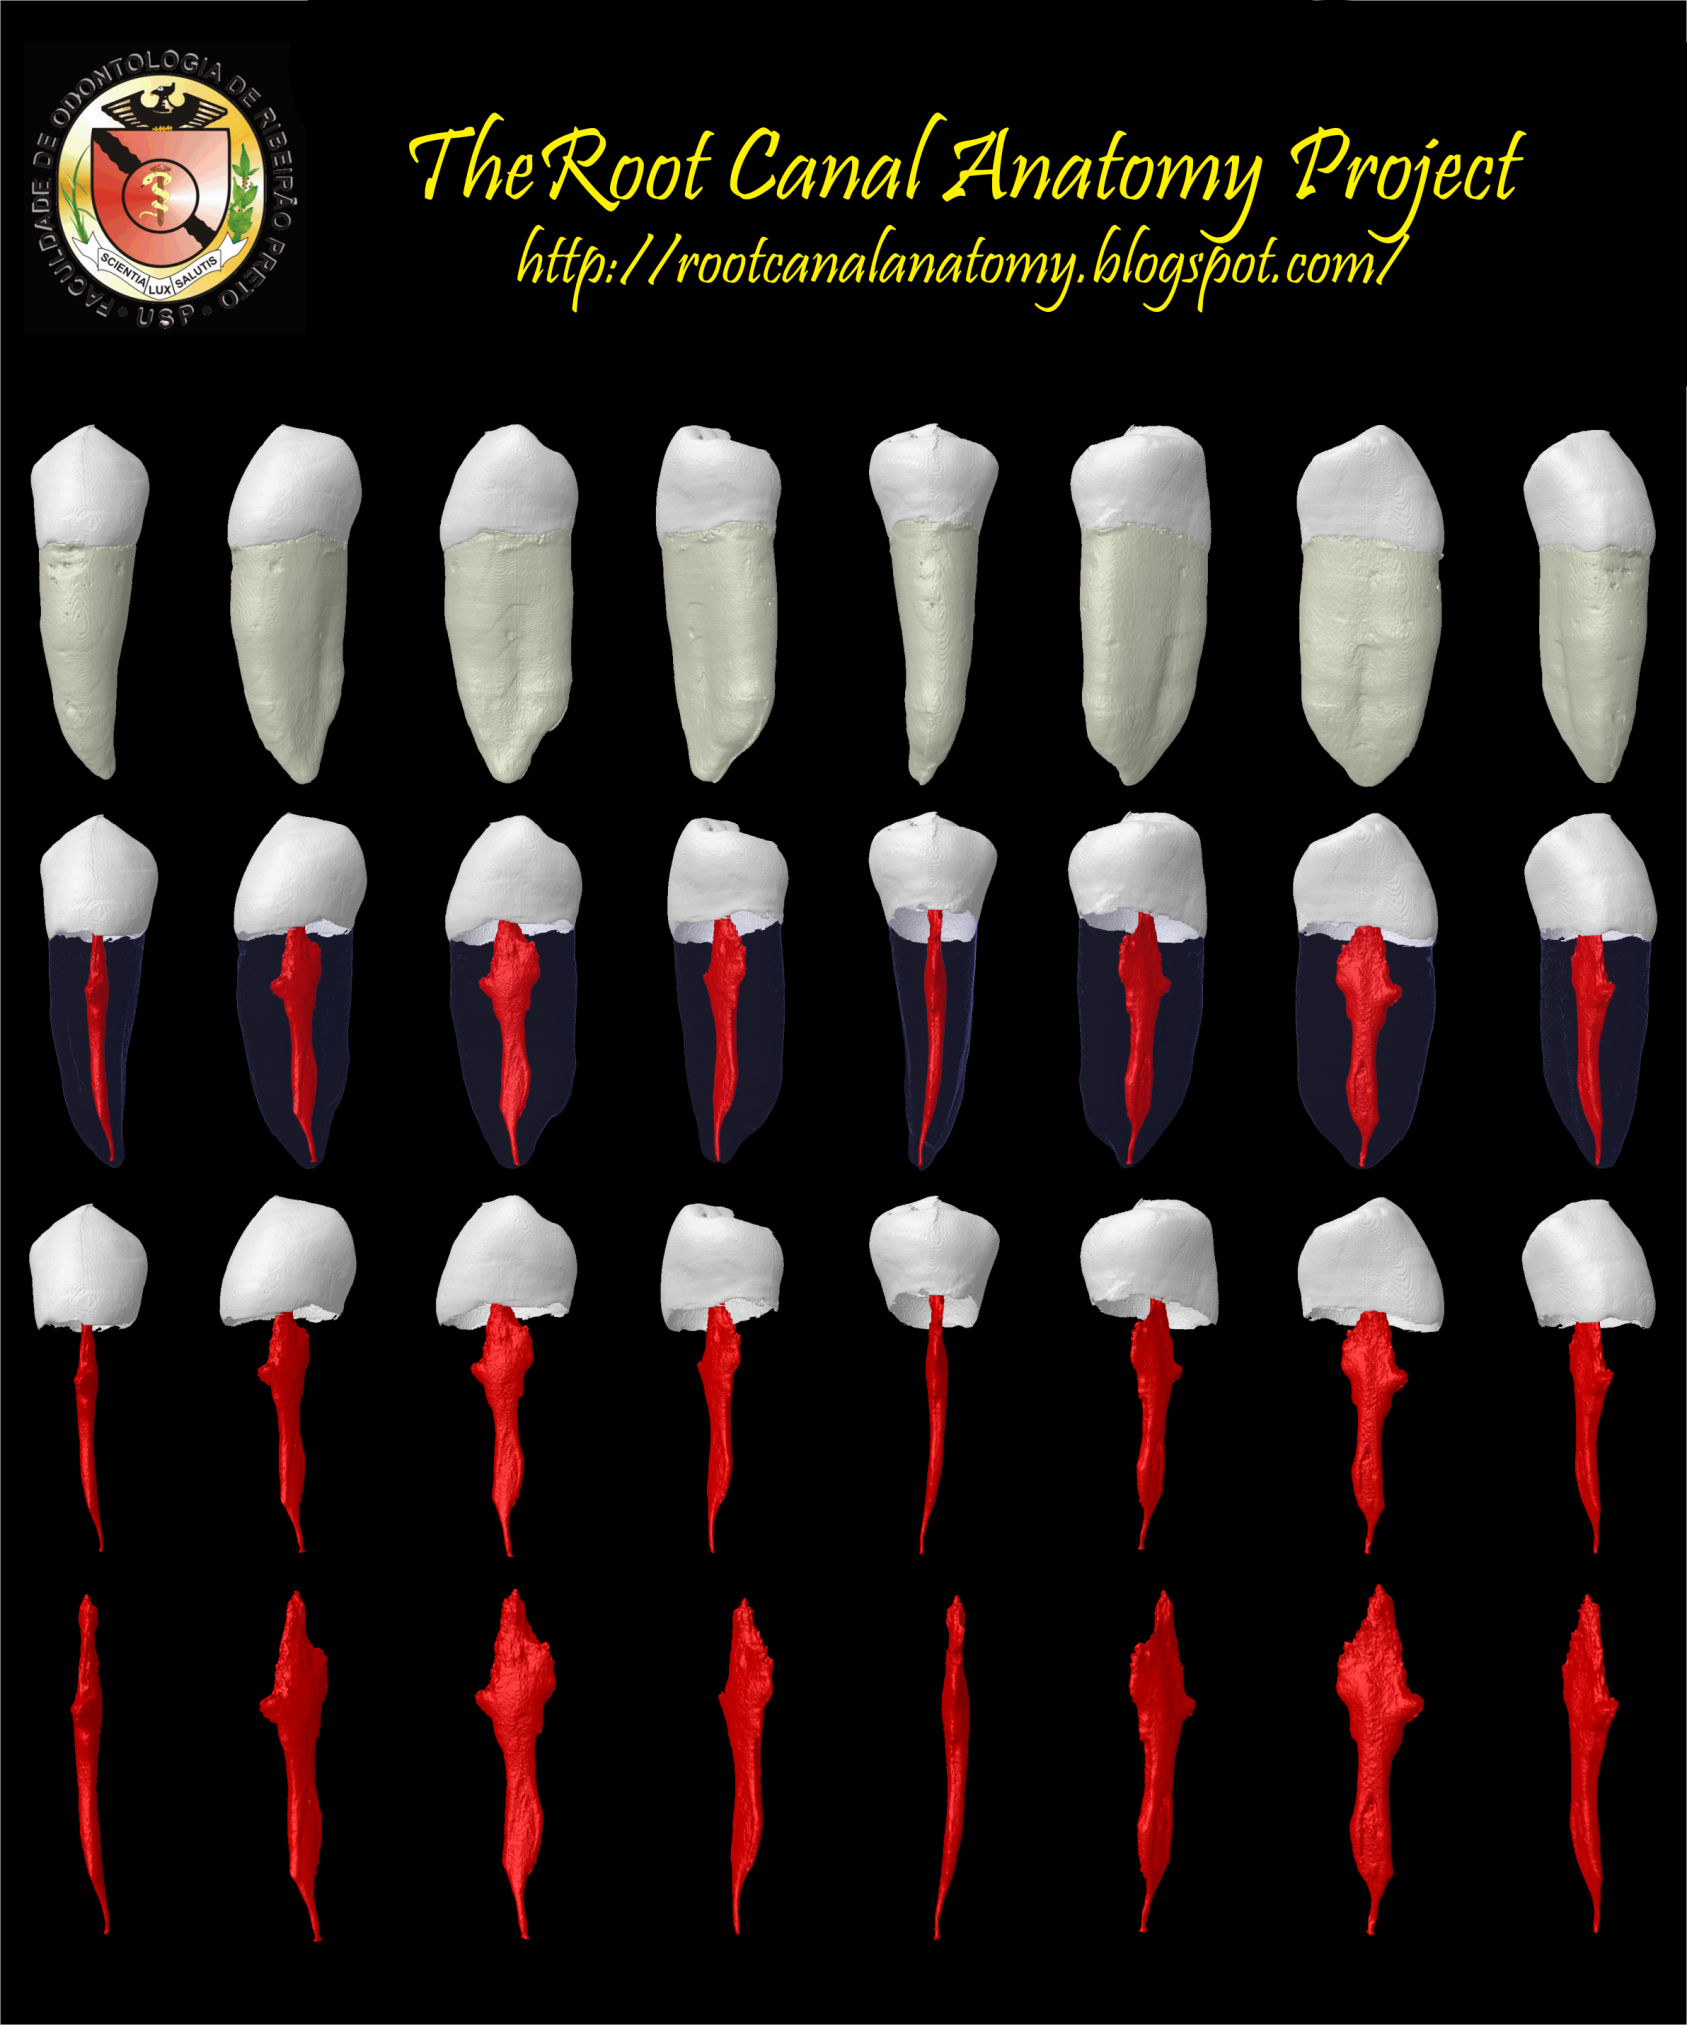 FACULDADE DE ODONTOLOGIA DE RIBEIRÃO PRETO
• USP •
SCIENTIA LUX SALUTIS
TheRoot Canal Anatomy Project
http://rootcanalanatomy.blogspot.com/